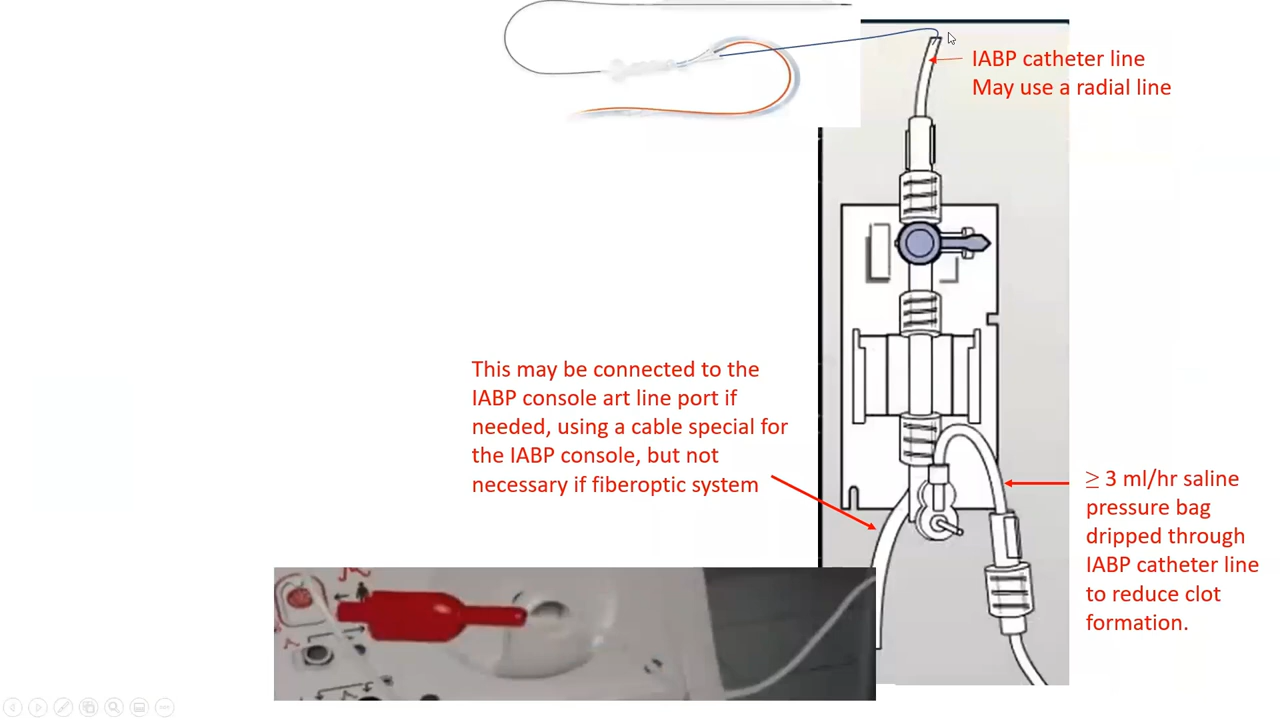 IABP catheter line
May use a radial line
This may be connected to the
IABP console art line port if
needed, using a cable special for
the IABP console, but not
necessary if fiberoptic system
≥ 3 ml/hr saline
pressure bag
dripped through
IABP catheter line
to reduce clot
formation.